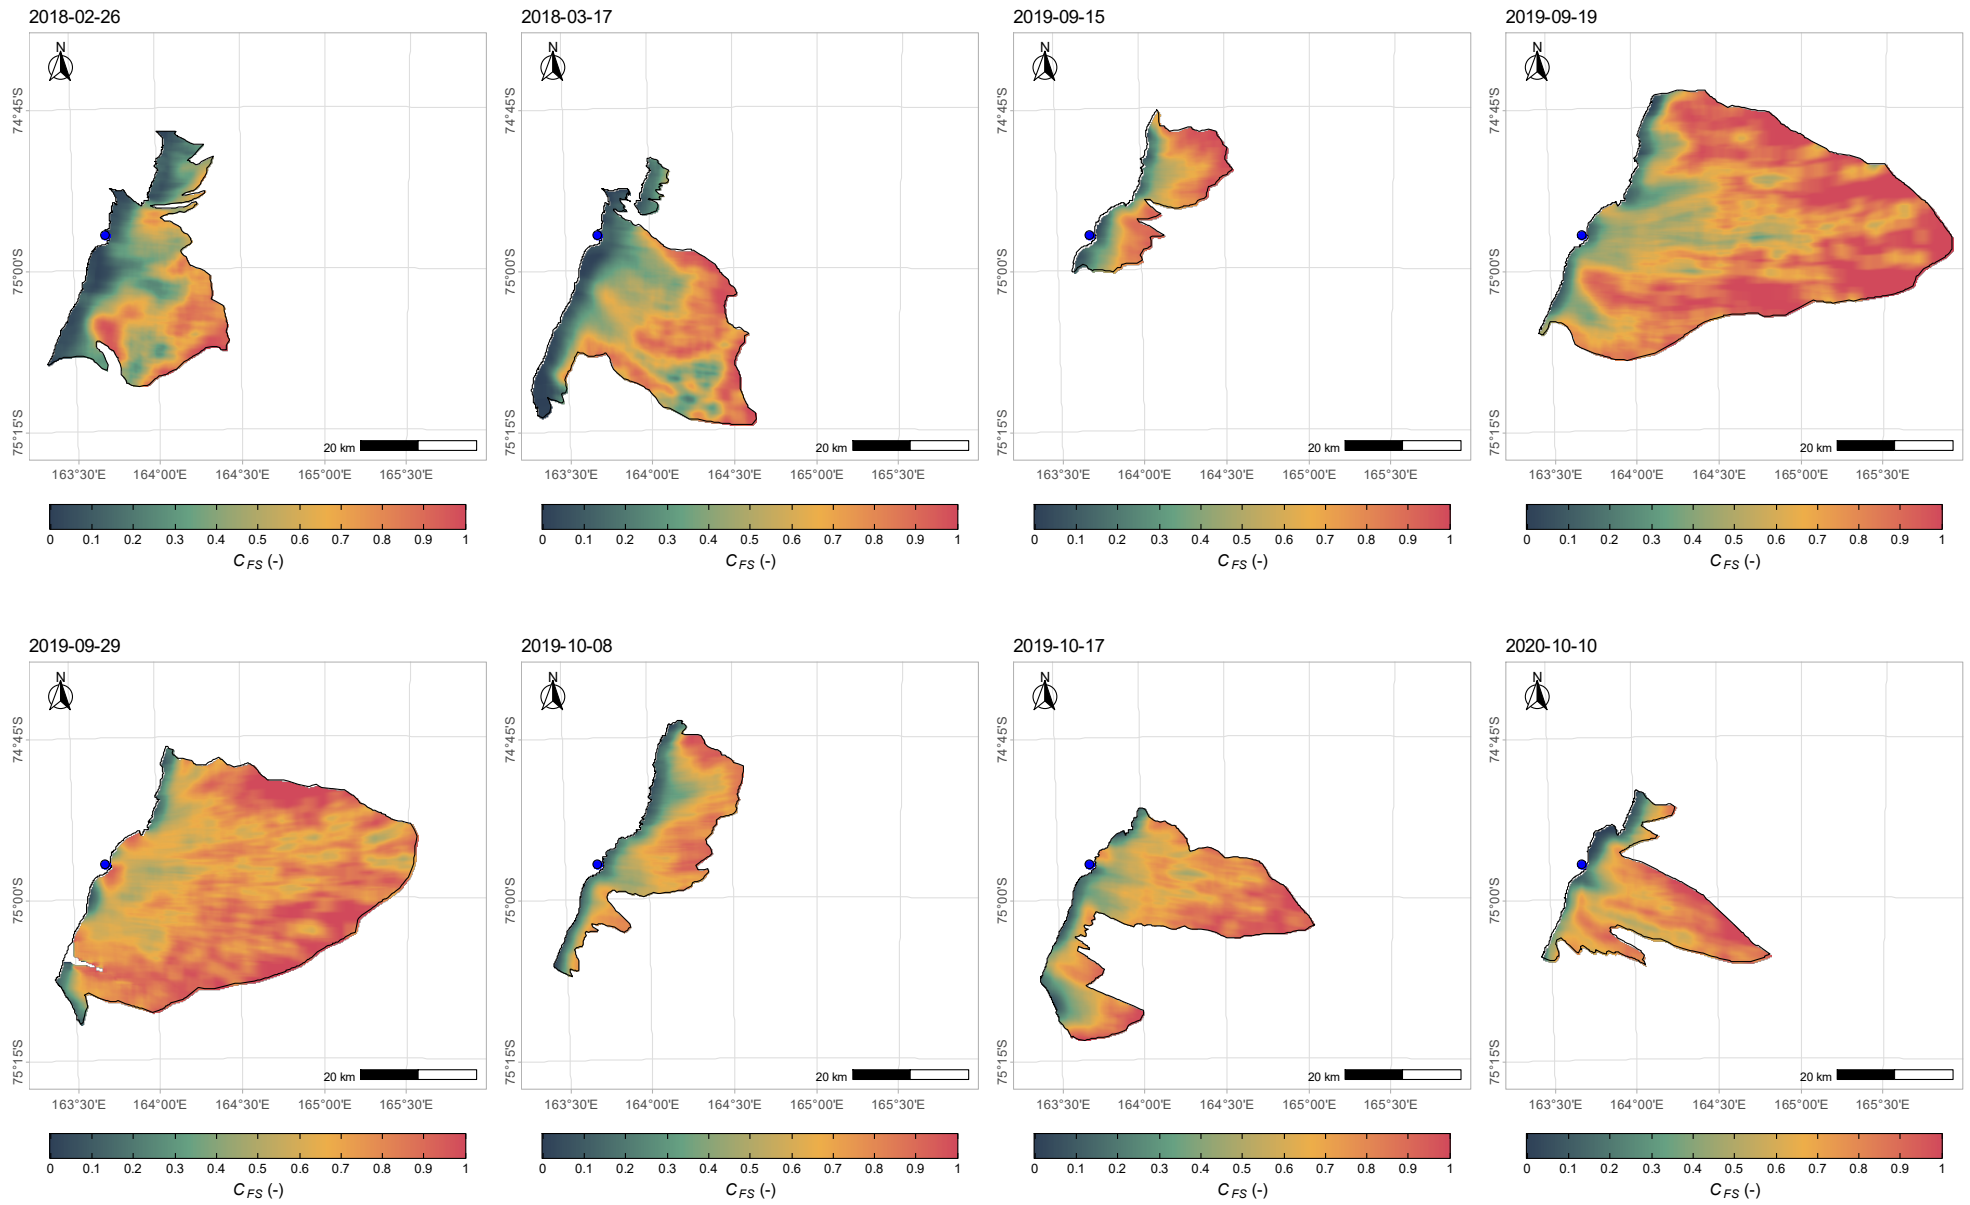 2018-02-26 2018-03-17 2019-09-15 2019-09-19
N N N N
74°45'S 74°45'S 74°45'S 74°45'S
75°00'S 75°00'S 75°00'S 75°00'S
75°15'S 75°15'S 75°15'S 75°15'S
20 km 20 km 20 km 20 km
163°30'E 164°00'E 164°30'E 165°00'E 165°30'E 163°30'E 164°00'E 164°30'E 165°00'E 165°30'E 163°30'E 164°00'E 164°30'E 165°00'E 165°30'E 163°30'E 164°00'E 164°30'E 165°00'E 165°30'E
0 0.1 0.2 0.3 0.4 0.5 0.6 0.7 0.8 0.9 1 0 0.1 0.2 0.3 0.4 0.5 0.6 0.7 0.8 0.9 1 0 0.1 0.2 0.3 0.4 0.5 0.6 0.7 0.8 0.9 1 0 0.1 0.2 0.3 0.4 0.5 0.6 0.7 0.8 0.9 1
C FS (-) C FS (-) C FS (-) C FS (-)
2019-09-29 2019-10-08 2019-10-17 2020-10-10
N N N N
74°45'S 74°45'S 74°45'S 74°45'S
75°00'S 75°00'S 75°00'S 75°00'S
75°15'S 75°15'S 75°15'S 75°15'S
20 km 20 km 20 km 20 km
163°30'E 164°00'E 164°30'E 165°00'E 165°30'E 163°30'E 164°00'E 164°30'E 165°00'E 165°30'E 163°30'E 164°00'E 164°30'E 165°00'E 165°30'E 163°30'E 164°00'E 164°30'E 165°00'E 165°30'E
0 0.1 0.2 0.3 0.4 0.5 0.6 0.7 0.8 0.9 1 0 0.1 0.2 0.3 0.4 0.5 0.6 0.7 0.8 0.9 1 0 0.1 0.2 0.3 0.4 0.5 0.6 0.7 0.8 0.9 1 0 0.1 0.2 0.3 0.4 0.5 0.6 0.7 0.8 0.9 1
C FS (-) C FS (-) C FS (-) C FS (-)